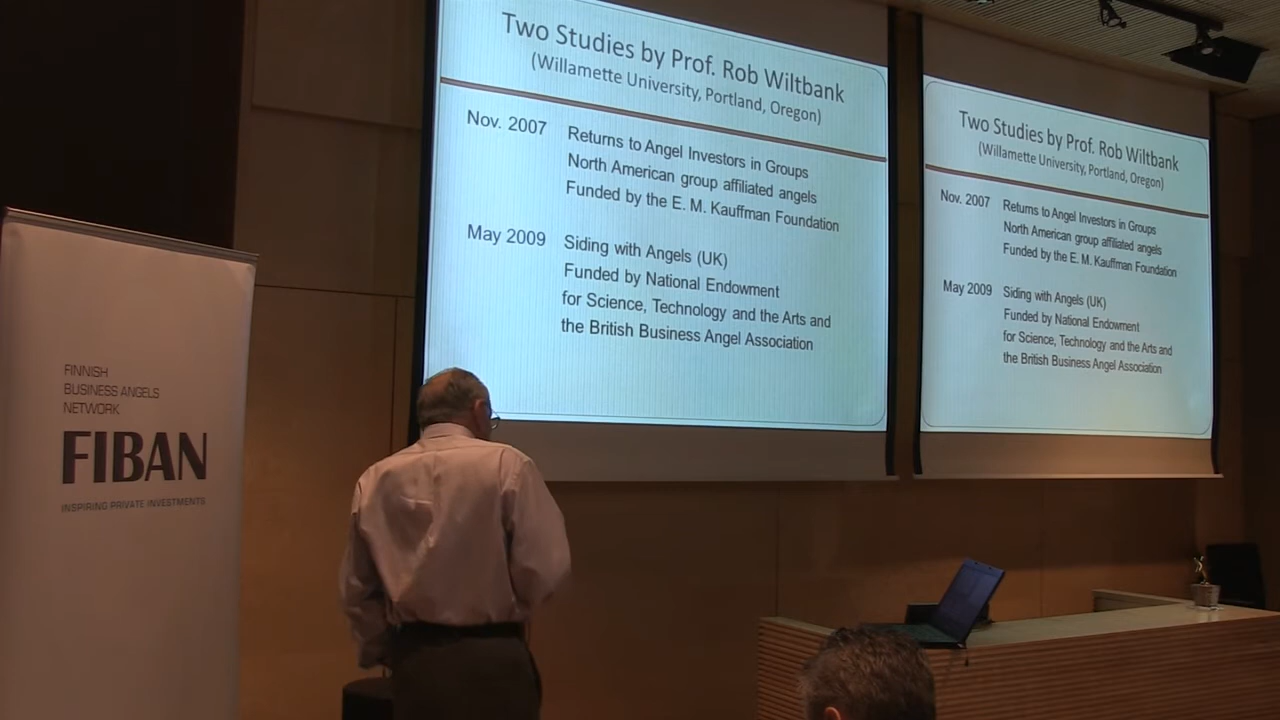 FINNISH
BUSINESS ANGELS
NETWORK
FIBAN
INSPIRING PRIVATE INVESTMENTS
Two Studies by Prof. Rob Wiltbank
(Willamette University, Portland, Oregon)
Nov. 2007 Returns to Angel Investors in Groups
North American group affiliated angels
Funded by the E. M. Kauffman Foundation
May 2009 Siding with Angels (UK)
Funded by National Endowment
for Science, Technology and the Arts and
the British Business Angel Association
Two Studies by Prof. Rob Wiltbank
(Willamette University, Portland, Oregon)
Nov. 2007 Returns to Angel Investors in Groups
North American group affiliated angels
Funded by the E. M. Kauffman Foundation
May 2009 Siding with Angels (UK)
Funded by National Endowment
for Science, Technology and the Arts and
the British Business Angel Association